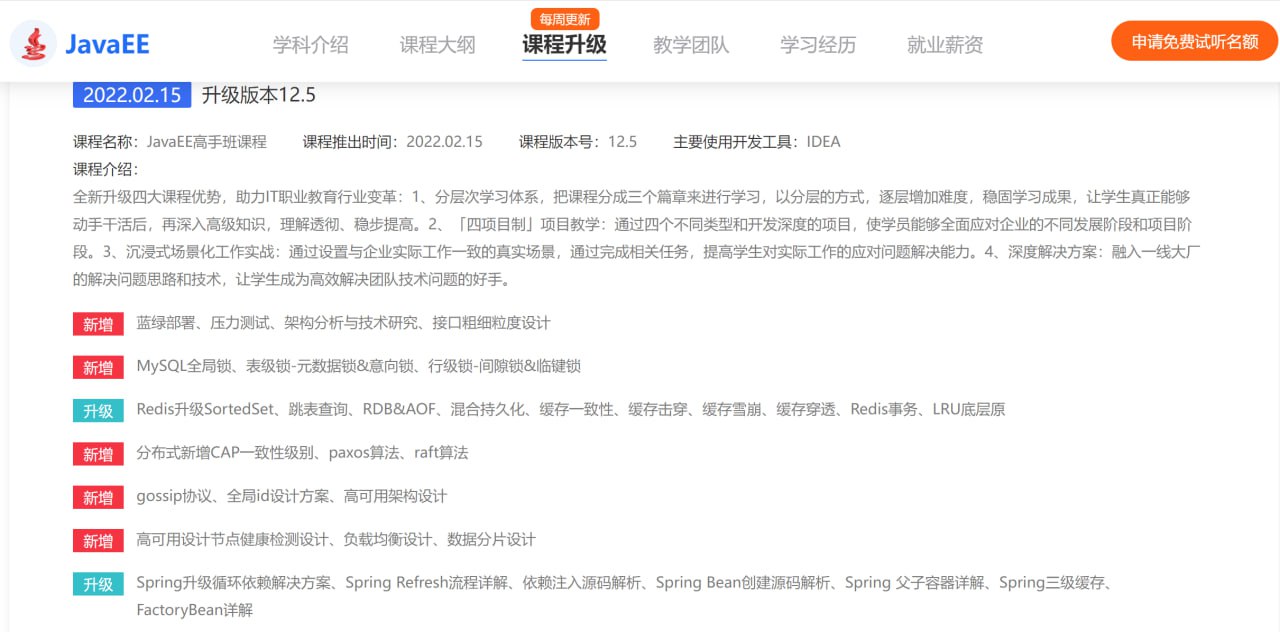 每周更新
JavaEE 学科介绍 课程大纲 课程升级 教学团队 学习经历 就业薪资 申请免费试听名额
2022.02.15 升级版本12.5
课程名称：JavaEE高手班课程 课程推出时间：2022.02.15 课程版本号：12.5 主要使用开发工具：IDEA
课程介绍：
全新升级四大课程优势，助力IT职业教育行业变革：1、分层次学习体系，把课程分成三个篇章来进行学习，以分层的方式，逐层增加难度，稳固学习成果，让学生真正能够
动手干活后，再深入高级知识，理解透彻、稳步提高。2、「四项目制」项目教学：通过四个不同类型和开发深度的项目，使学员能够全面应对企业的不同发展阶段和项目阶
段。3、沉浸式场景化工作实战：通过设置与企业实际工作一致的真实场景，通过完成相关任务，提高学生对实际工作的应对问题解决能力。4、深度解决方案：融入一线大厂
的解决问题思路和技术，让学生成为高效解决团队技术问题的好手。
新增 蓝绿部署、压力测试、架构分析与技术研究、接口粗细粒度设计
新增 MySQL全局锁、表级锁-元数据锁&意向锁、行级锁-间隙锁&临键锁
升级 Redis升级SortedSet、跳表查询、RDB&AOF、混合持久化、缓存一致性、缓存击穿、缓存雪崩、缓存穿透、Redis事务、LRU底层原
新增 分布式新增CAP一致性级别、paxos算法、raft算法
新增 gossip协议、全局id设计方案、高可用架构设计
新增 高可用设计节点健康检测设计、负载均衡设计、数据分片设计
升级 Spring升级循环依赖解决方案、Spring Refresh流程详解、依赖注入源码解析、Spring Bean创建源码解析、Spring 父子容器详解、Spring三级缓存、
FactoryBean详解